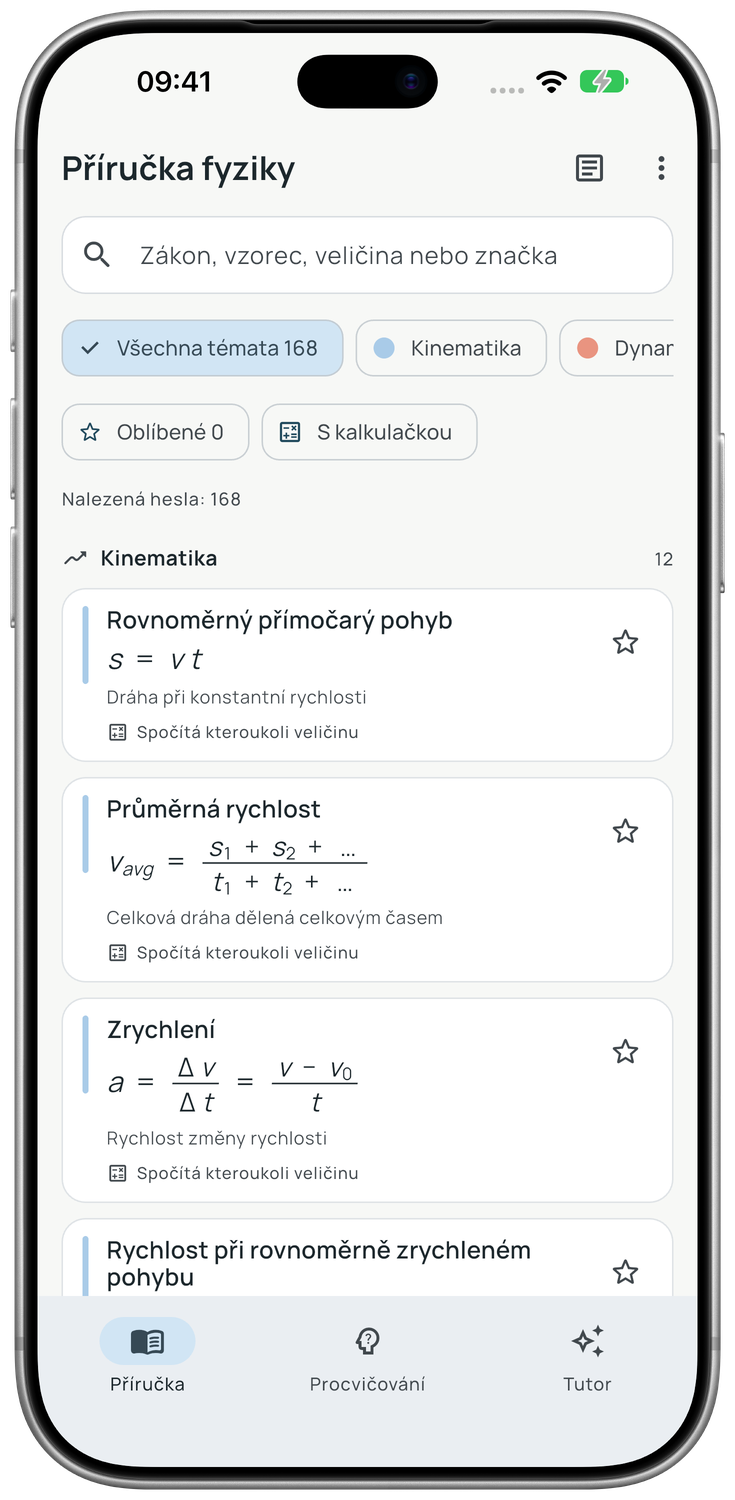 09:41
Příručka fyziky
Zákon, vzorec, veličina nebo značka
Všechna témata 168
Kinematika
Oblíbené 0
S kalkulačkou
Nalezená hesla: 168
Kinematika
12
Rovnoměrný přímočarý pohyb
s = v t
Dráha při konstantní rychlosti
Spočítá kteroukoli veličinu
Průměrná rychlost
v_avg = (s₁ + s₂ + …) / (t₁ + t₂ + …)
Celková dráha dělená celkovým časem
Spočítá kteroukoli veličinu
Zrychlení
a = Δ v / Δ t = (v − v₀) / t
Rychlost změny rychlosti
Spočítá kteroukoli veličinu
Rychlost při rovnoměrně zrychleném
pohybu
Příručka
Procvičování
Tutor